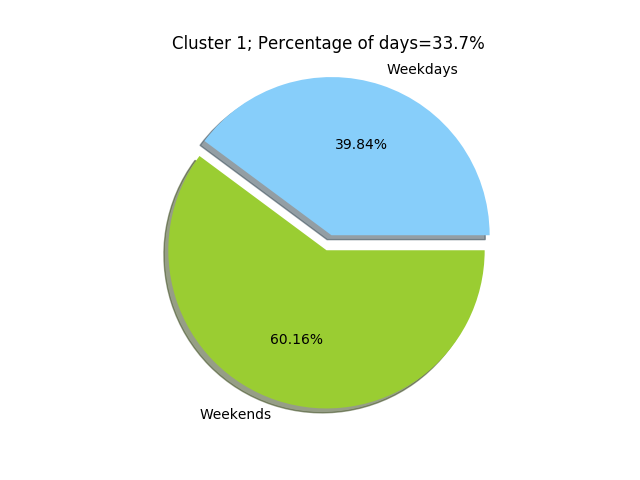 Cluster 1; Percentage of days=33.7%
Weekdays
39.84%
60.16%
Weekends